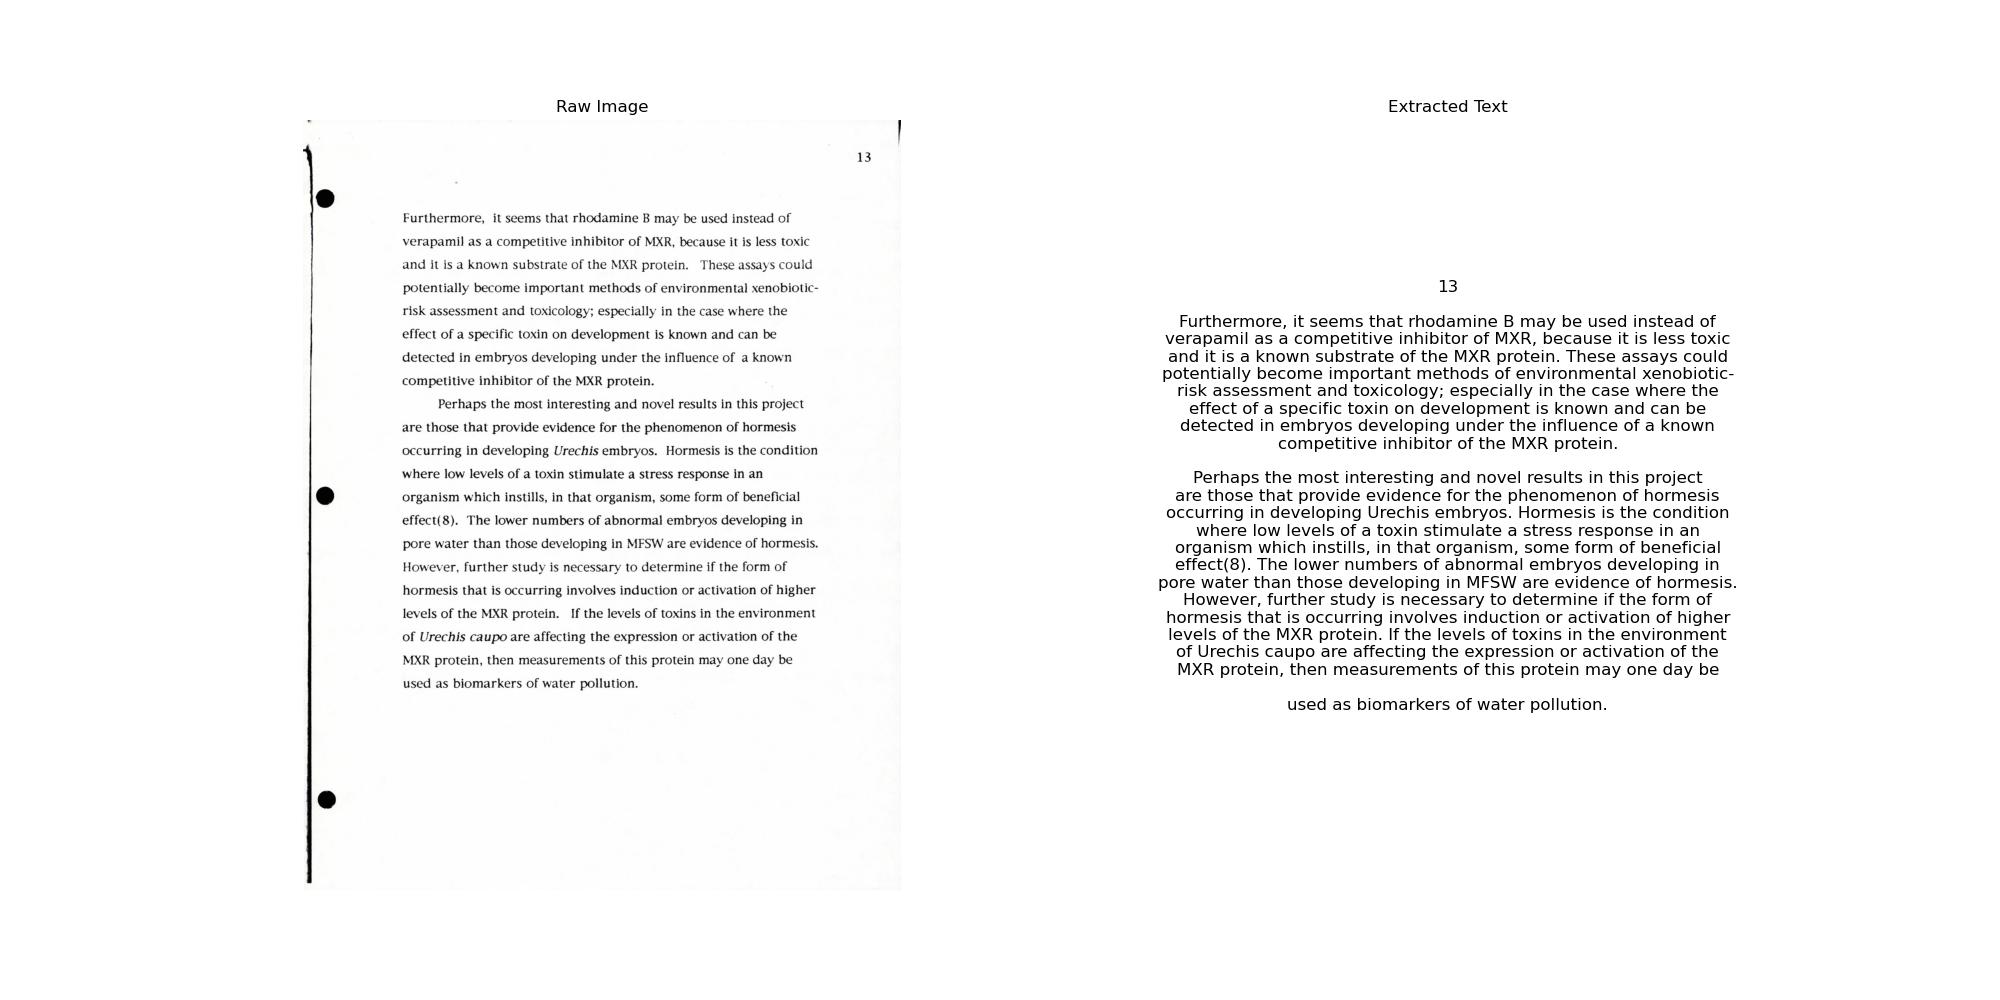 Raw Image
13
Furthermore, it seems that rhodamine B may be used instead of
verapamil as a competitive inhibitor of MXR, because it is less toxic
and it is a known substrate of the MXR protein. These assays could
potentially become important methods of environmental xenobiotic-
risk assessment and toxicology; especially in the case where the
effect of a specific toxin on development is known and can be
detected in embryos developing under the influence of a known
competitive inhibitor of the MXR protein.
Perhaps the most interesting and novel results in this project
are those that provide evidence for the phenomenon of hormesis
occurring in developing Urechis embryos. Hormesis is the condition
where low levels of a toxin stimulate a stress response in an
organism which instills, in that organism, some form of beneficial
effect(8). The lower numbers of abnormal embryos developing in
pore water than those developing in MFSW are evidence of hormesis.
However, further study is necessary to determine if the form of
hormesis that is occurring involves induction or activation of higher
levels of the MXR protein. If the levels of toxins in the environment
of Urechis caupo are affecting the expression or activation of the
MXR protein, then measurements of this protein may one day be
used as biomarkers of water pollution.
Extracted Text
13
Furthermore, it seems that rhodamine B may be used instead of
verapamil as a competitive inhibitor of MXR, because it is less toxic
and it is a known substrate of the MXR protein. These assays could
potentially become important methods of environmental xenobiotic-
risk assessment and toxicology; especially in the case where the
effect of a specific toxin on development is known and can be
detected in embryos developing under the influence of a known
competitive inhibitor of the MXR protein.
Perhaps the most interesting and novel results in this project
are those that provide evidence for the phenomenon of hormesis
occurring in developing Urechis embryos. Hormesis is the condition
where low levels of a toxin stimulate a stress response in an
organism which instills, in that organism, some form of beneficial
effect(8). The lower numbers of abnormal embryos developing in
pore water than those developing in MFSW are evidence of hormesis.
However, further study is necessary to determine if the form of
hormesis that is occurring involves induction or activation of higher
levels of the MXR protein. If the levels of toxins in the environment
of Urechis caupo are affecting the expression or activation of the
MXR protein, then measurements of this protein may one day be
used as biomarkers of water pollution.